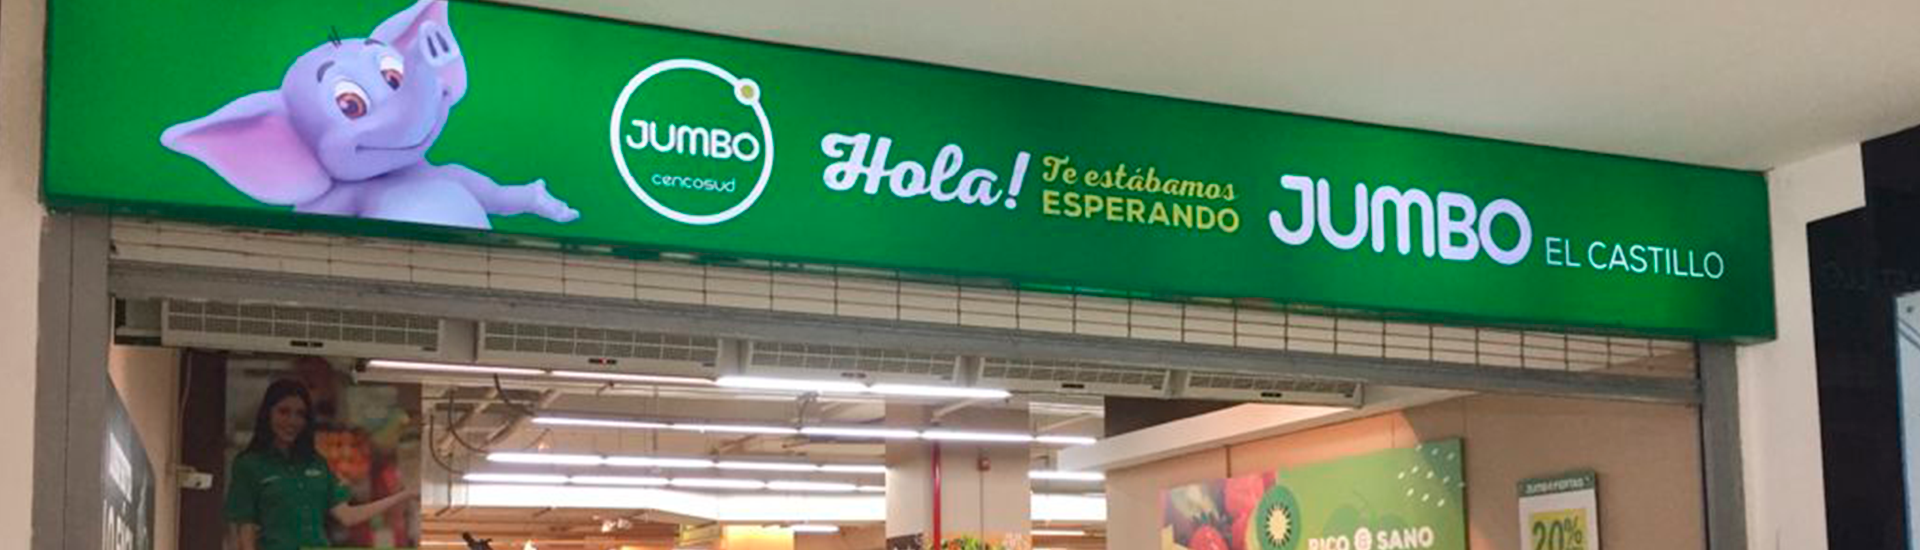 JUMBO
cencosud
Hola!
Te estábamos
ESPERANDO
JUMBO EL CASTILLO
RICO & SANO
20%